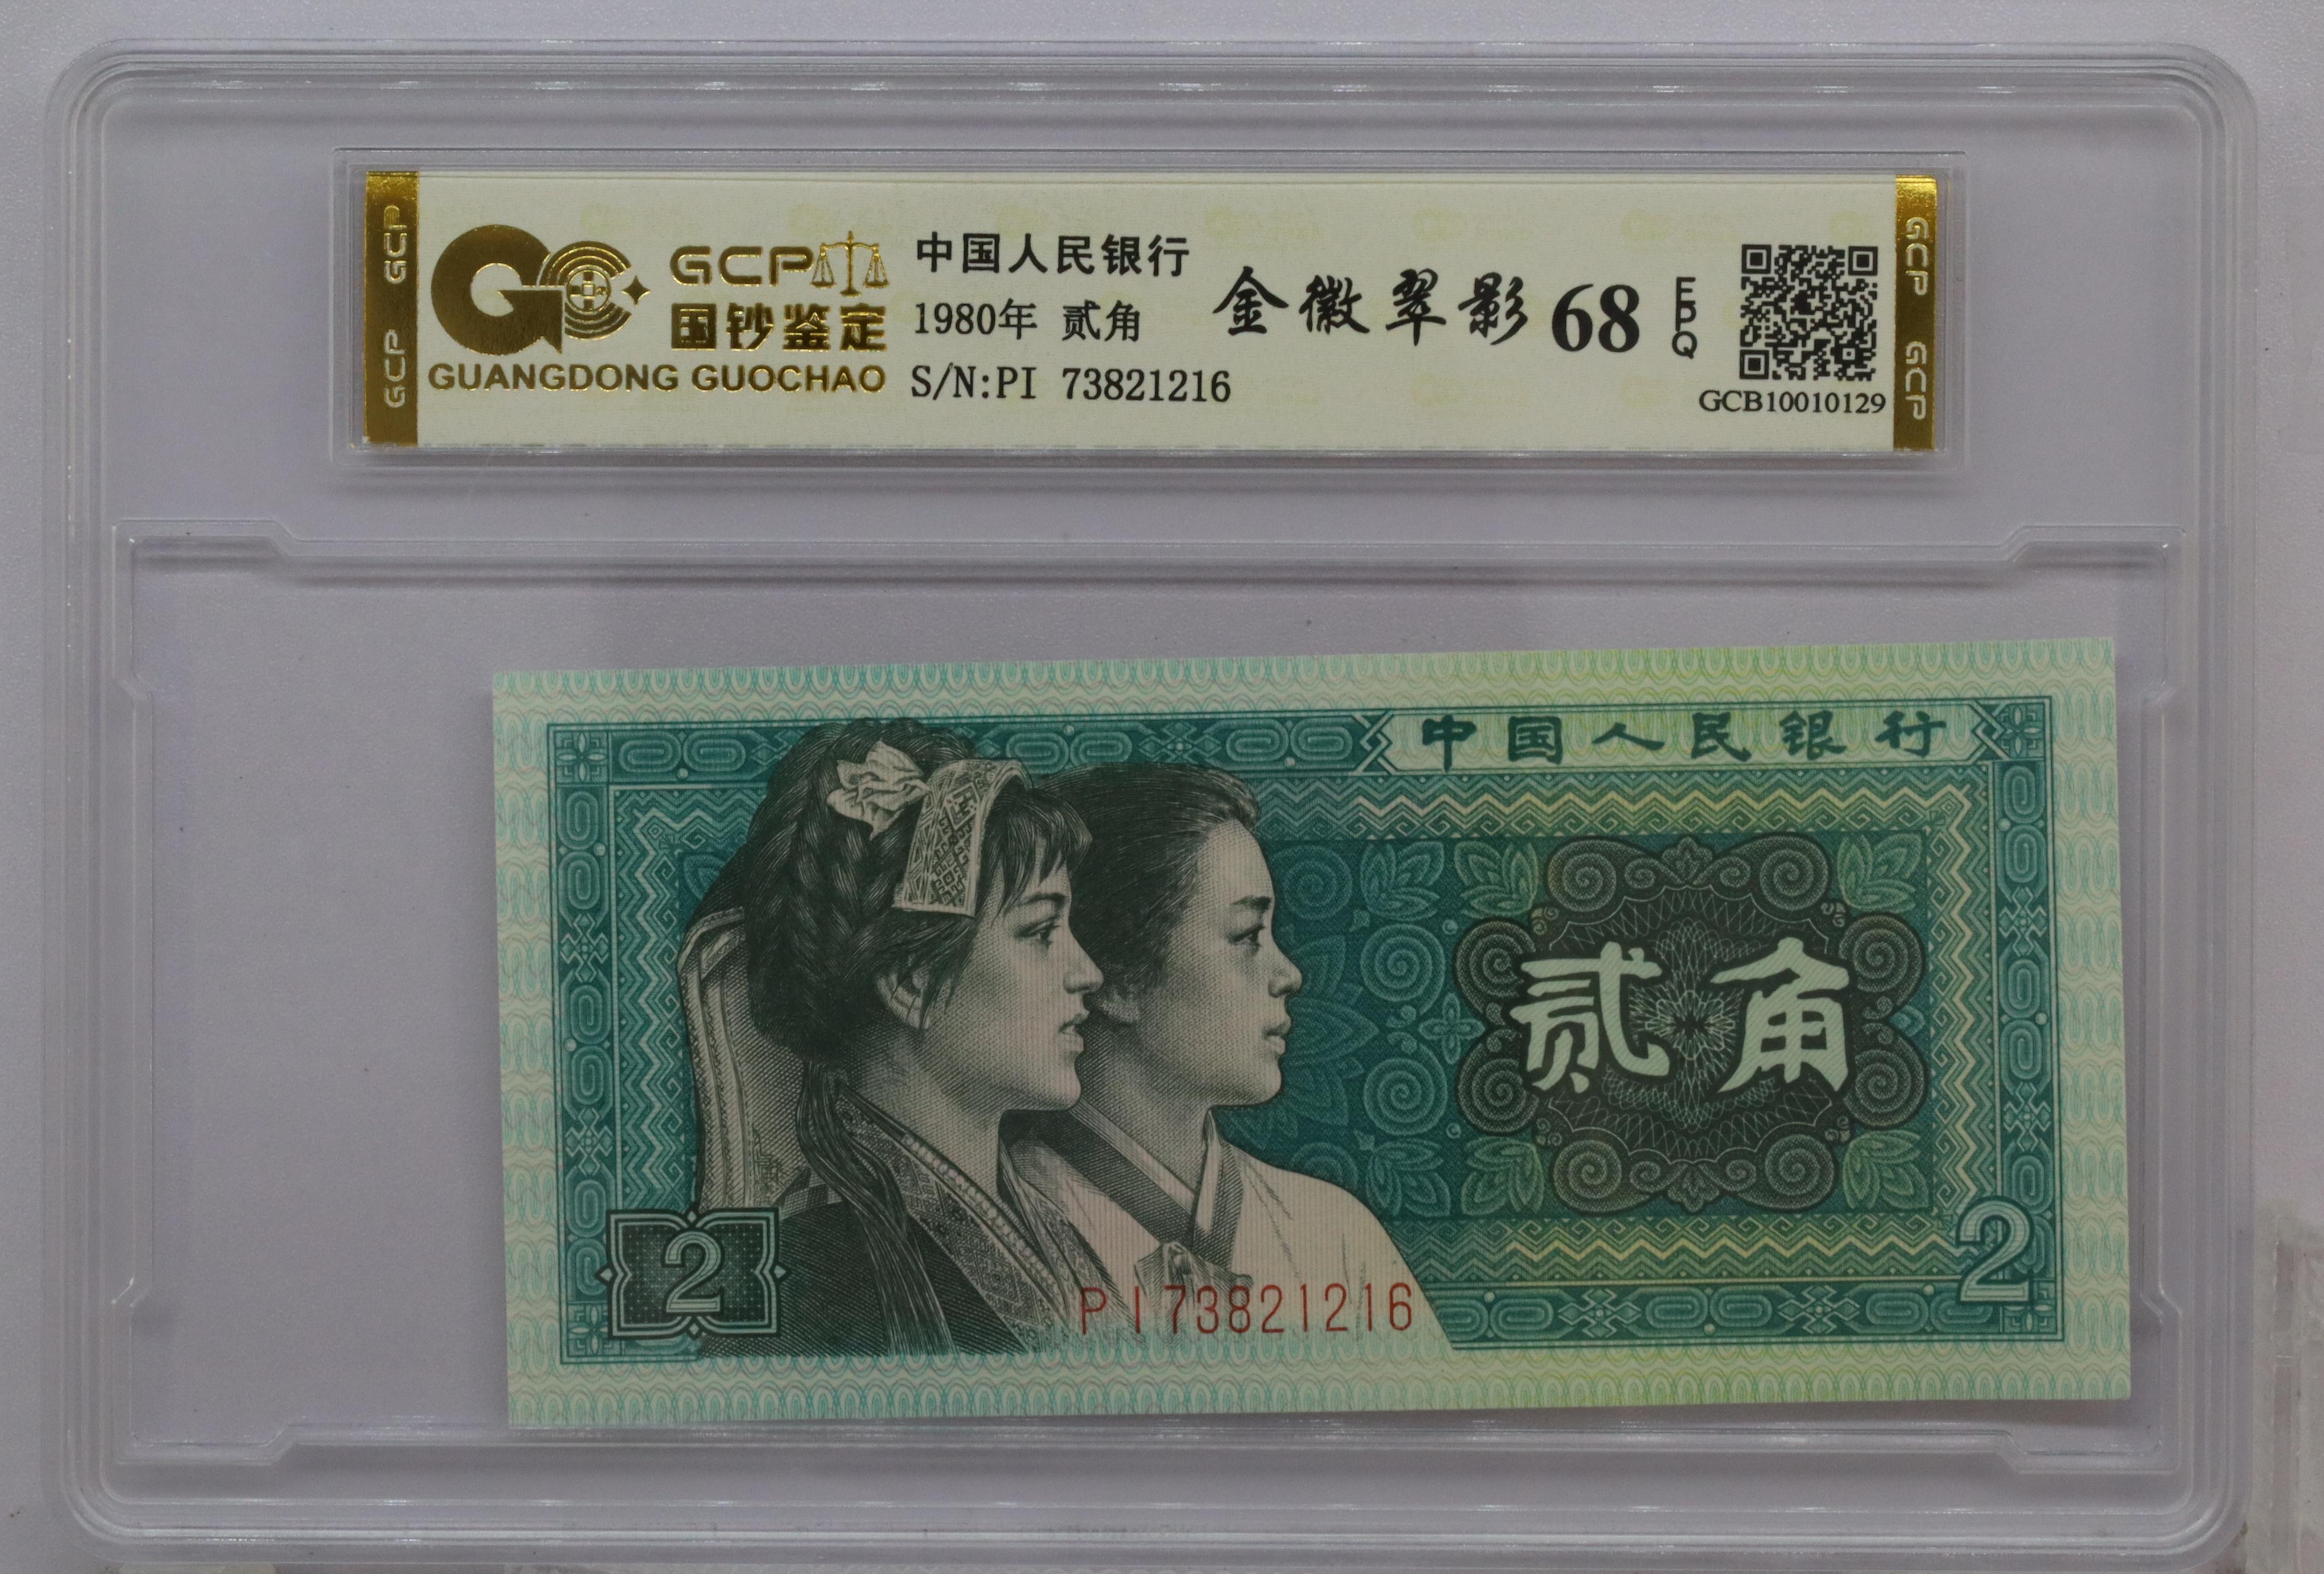 GCP
GCP
GCP
国钞鉴定
GUANGDONG GUOCHAO
中国人民银行
1980年 贰角
S/N:PI 73821216
金徽翠影
68
EPQ
GCB10010129
GCP
GCP
中国人民银行
贰角
2
2
PI73821216